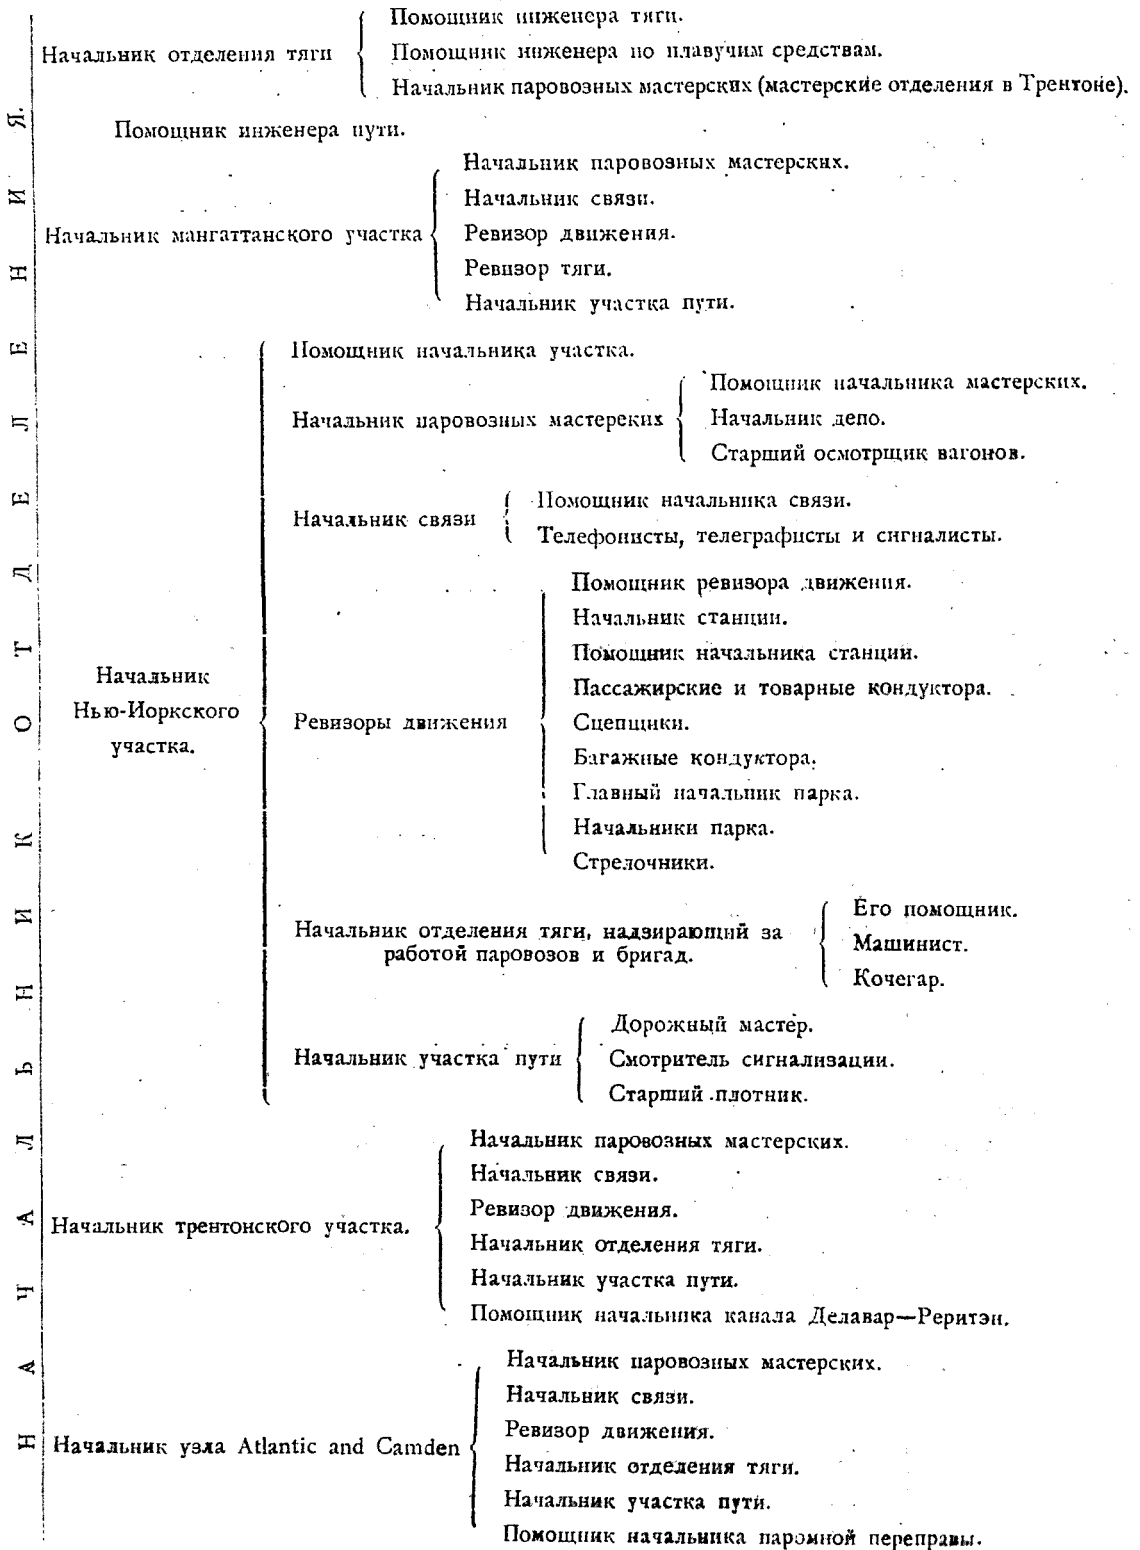 НАЧАЛЬНИК ОТДЕЛЕНИЯ.
Начальник отделения тяги
Помощник инженера тяги.
Помощник инженера по плавучим средствам.
Начальник паровозных мастерских (мастерские отделения в Трентоне).
Помощник инженера пути.
Начальник мангаттанского участка
Начальник паровозных мастерских.
Начальник связи.
Ревизор движения.
Ревизор тяги.
Начальник участка пути.
Начальник
Нью-Иоркского
участка.
Помощник начальника участка.
Начальник паровозных мастерских
Помощник начальника мастерских.
Начальник депо.
Старший осмотрщик вагонов.
Начальник связи
Помощник начальника связи.
Телефонисты, телеграфисты и сигналисты.
Ревизоры движения
Помощник ревизора движения.
Начальник станции.
Помощник начальника станции.
Пассажирские и товарные кондуктора.
Сцепщики.
Багажные кондуктора.
Главный начальник парка.
Начальники парка.
Стрелочники.
Начальник отделения тяги, надзирающий за
работой паровозов и бригад.
Его помощник.
Машинист.
Кочегар.
Начальник участка пути
Дорожный мастер.
Смотритель сигнализации.
Старший плотник.
Начальник трентонского участка.
Начальник паровозных мастерских.
Начальник связи.
Ревизор движения.
Начальник отделения тяги.
Начальник участка пути.
Помощник начальника канала Делавар—Реритэн.
Начальник узла Atlantic and Camden
Начальник паровозных мастерских.
Начальник связи.
Ревизор движения.
Начальник отделения тяги.
Начальник участка пути.
Помощник начальника паромной переправы.